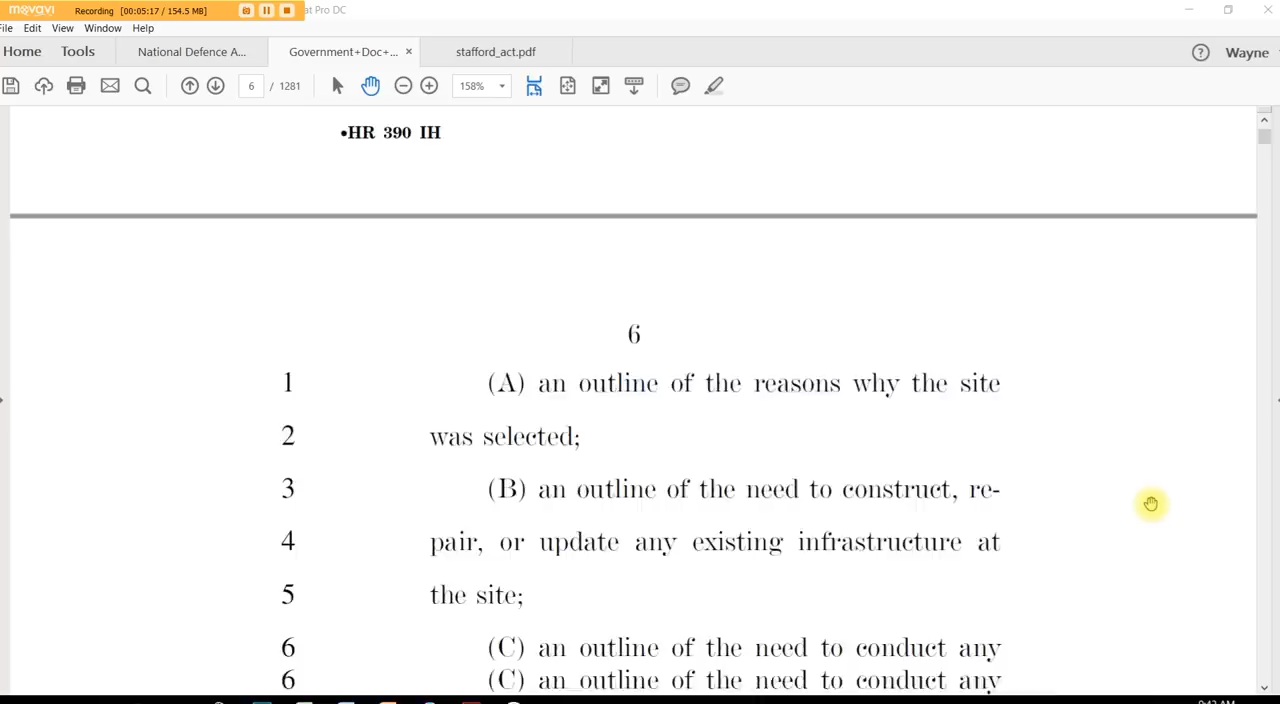 movavi Recording [00:05:17 / 154.5 MB] at Pro DC
File Edit View Window Help
Home Tools National Defence A... Government+Doc+... × stafford_act.pdf ? Wayne
6 / 1281 158%
•HR 390 IH
6
1 (A) an outline of the reasons why the site
2 was selected;
3 (B) an outline of the need to construct, re-
4 pair, or update any existing infrastructure at
5 the site;
6 (C) an outline of the need to conduct any
6 (C) an outline of the need to conduct any